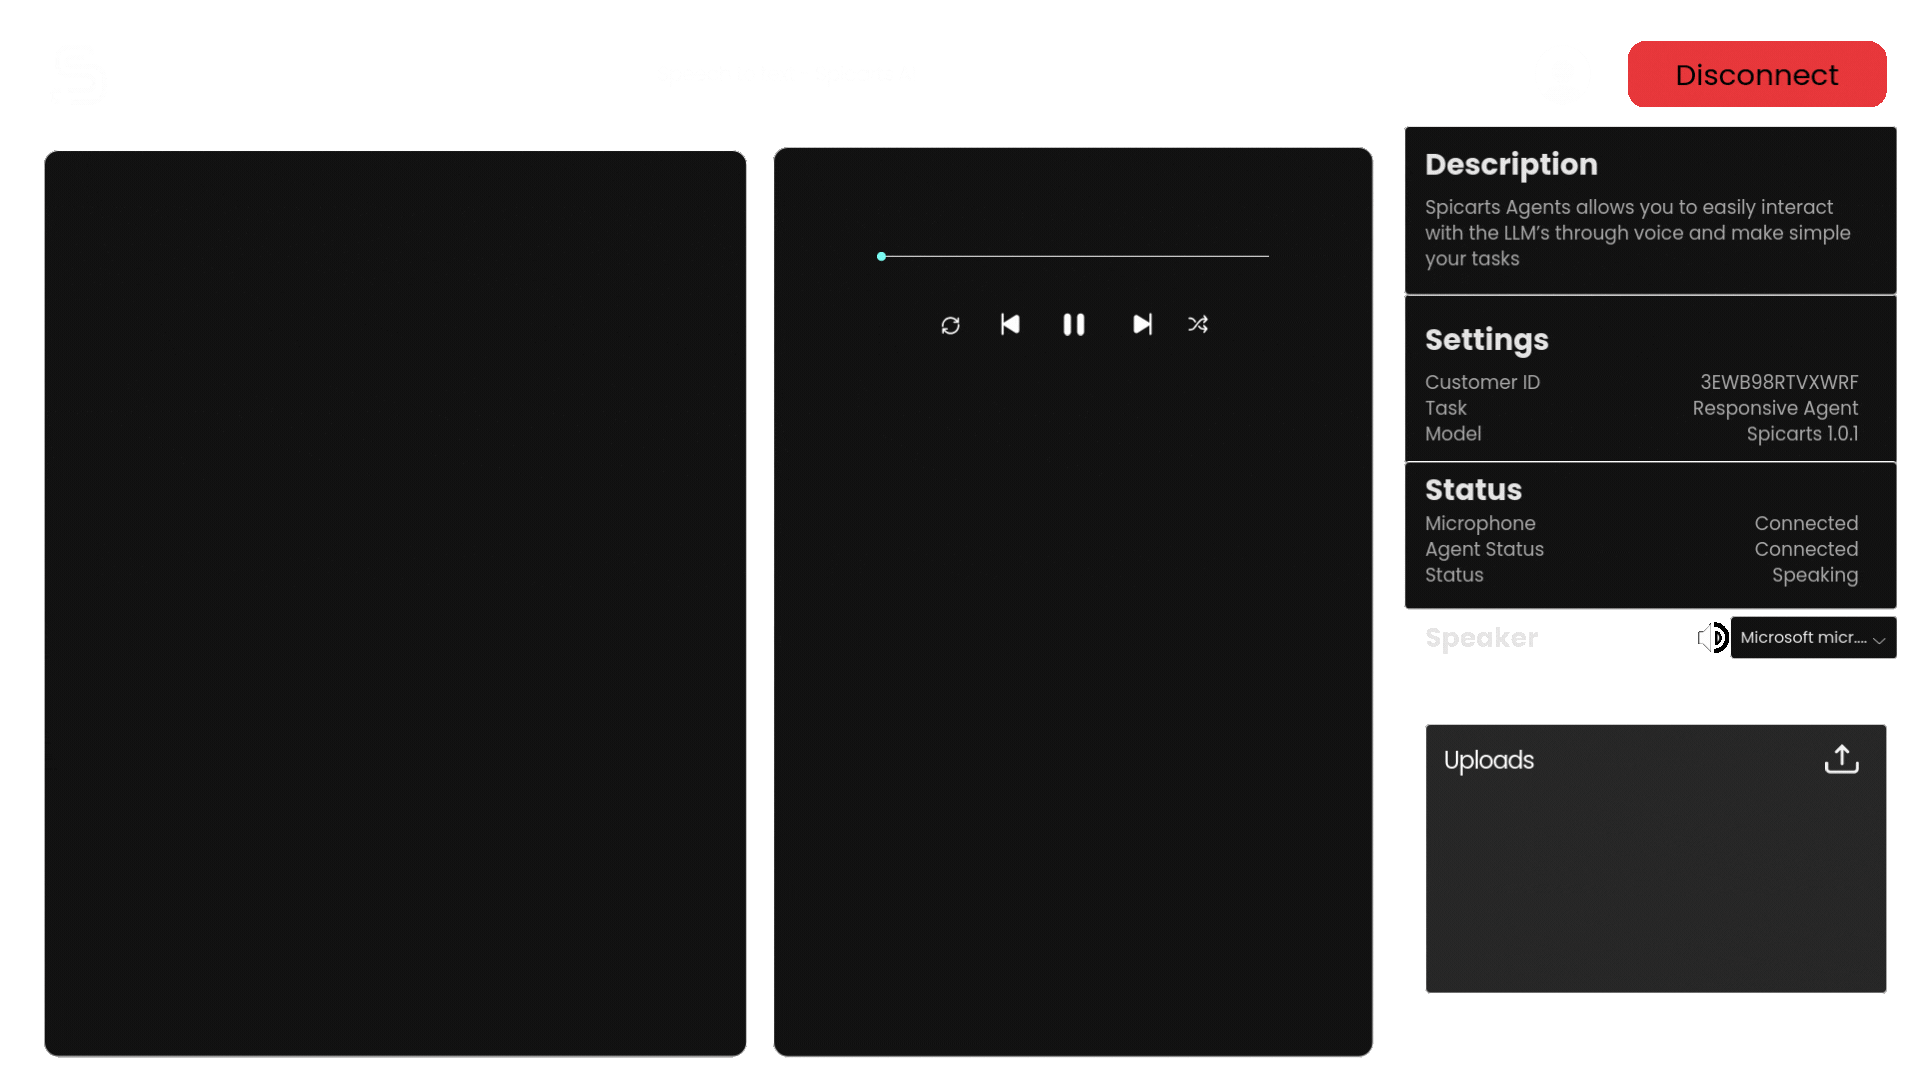 Disconnect
Description
Spicarts Agents allows you to easily interact
with the LLM's through voice and make simple
your tasks
Settings
Customer ID 3EWB98RTVXWRF
Task Responsive Agent
Model Spicarts 1.0.1
Status
Microphone Connected
Agent Status Connected
Status Speaking
Speaker Microsoft micr....
Uploads